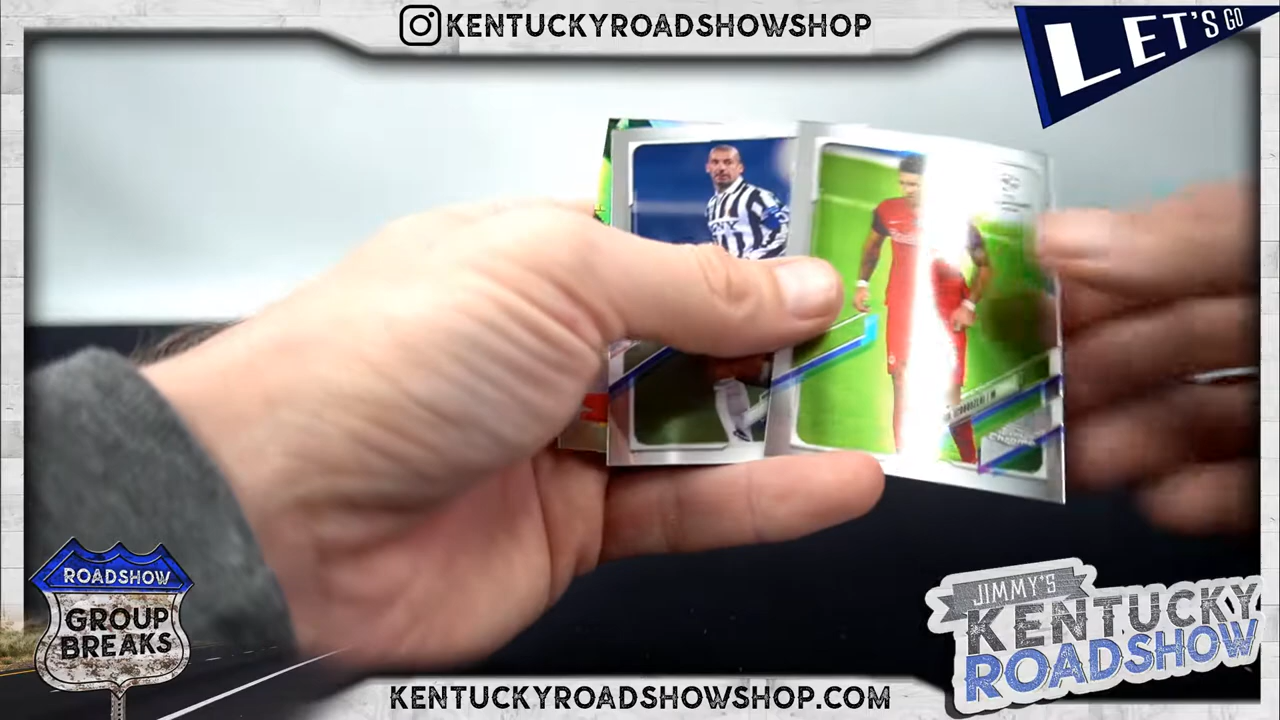 KENTUCKYROADSHOWSHOP
LET'S GO
ROADSHOW
GROUP
BREAKS
JIMMY'S
KENTUCKY
ROADSHOW
KENTUCKYROADSHOWSHOP.COM